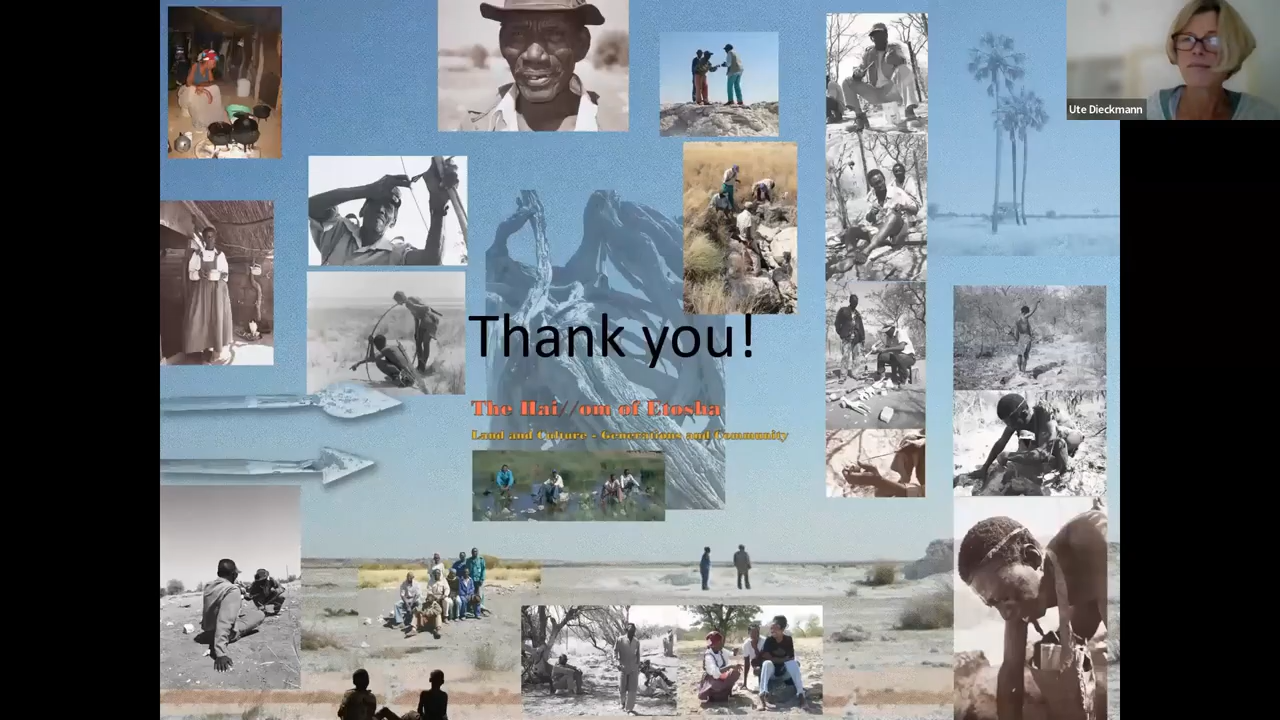 Ute Dieckmann
Thank you!
The Hai//om of Etosha
Land and Culture - Generations and Community